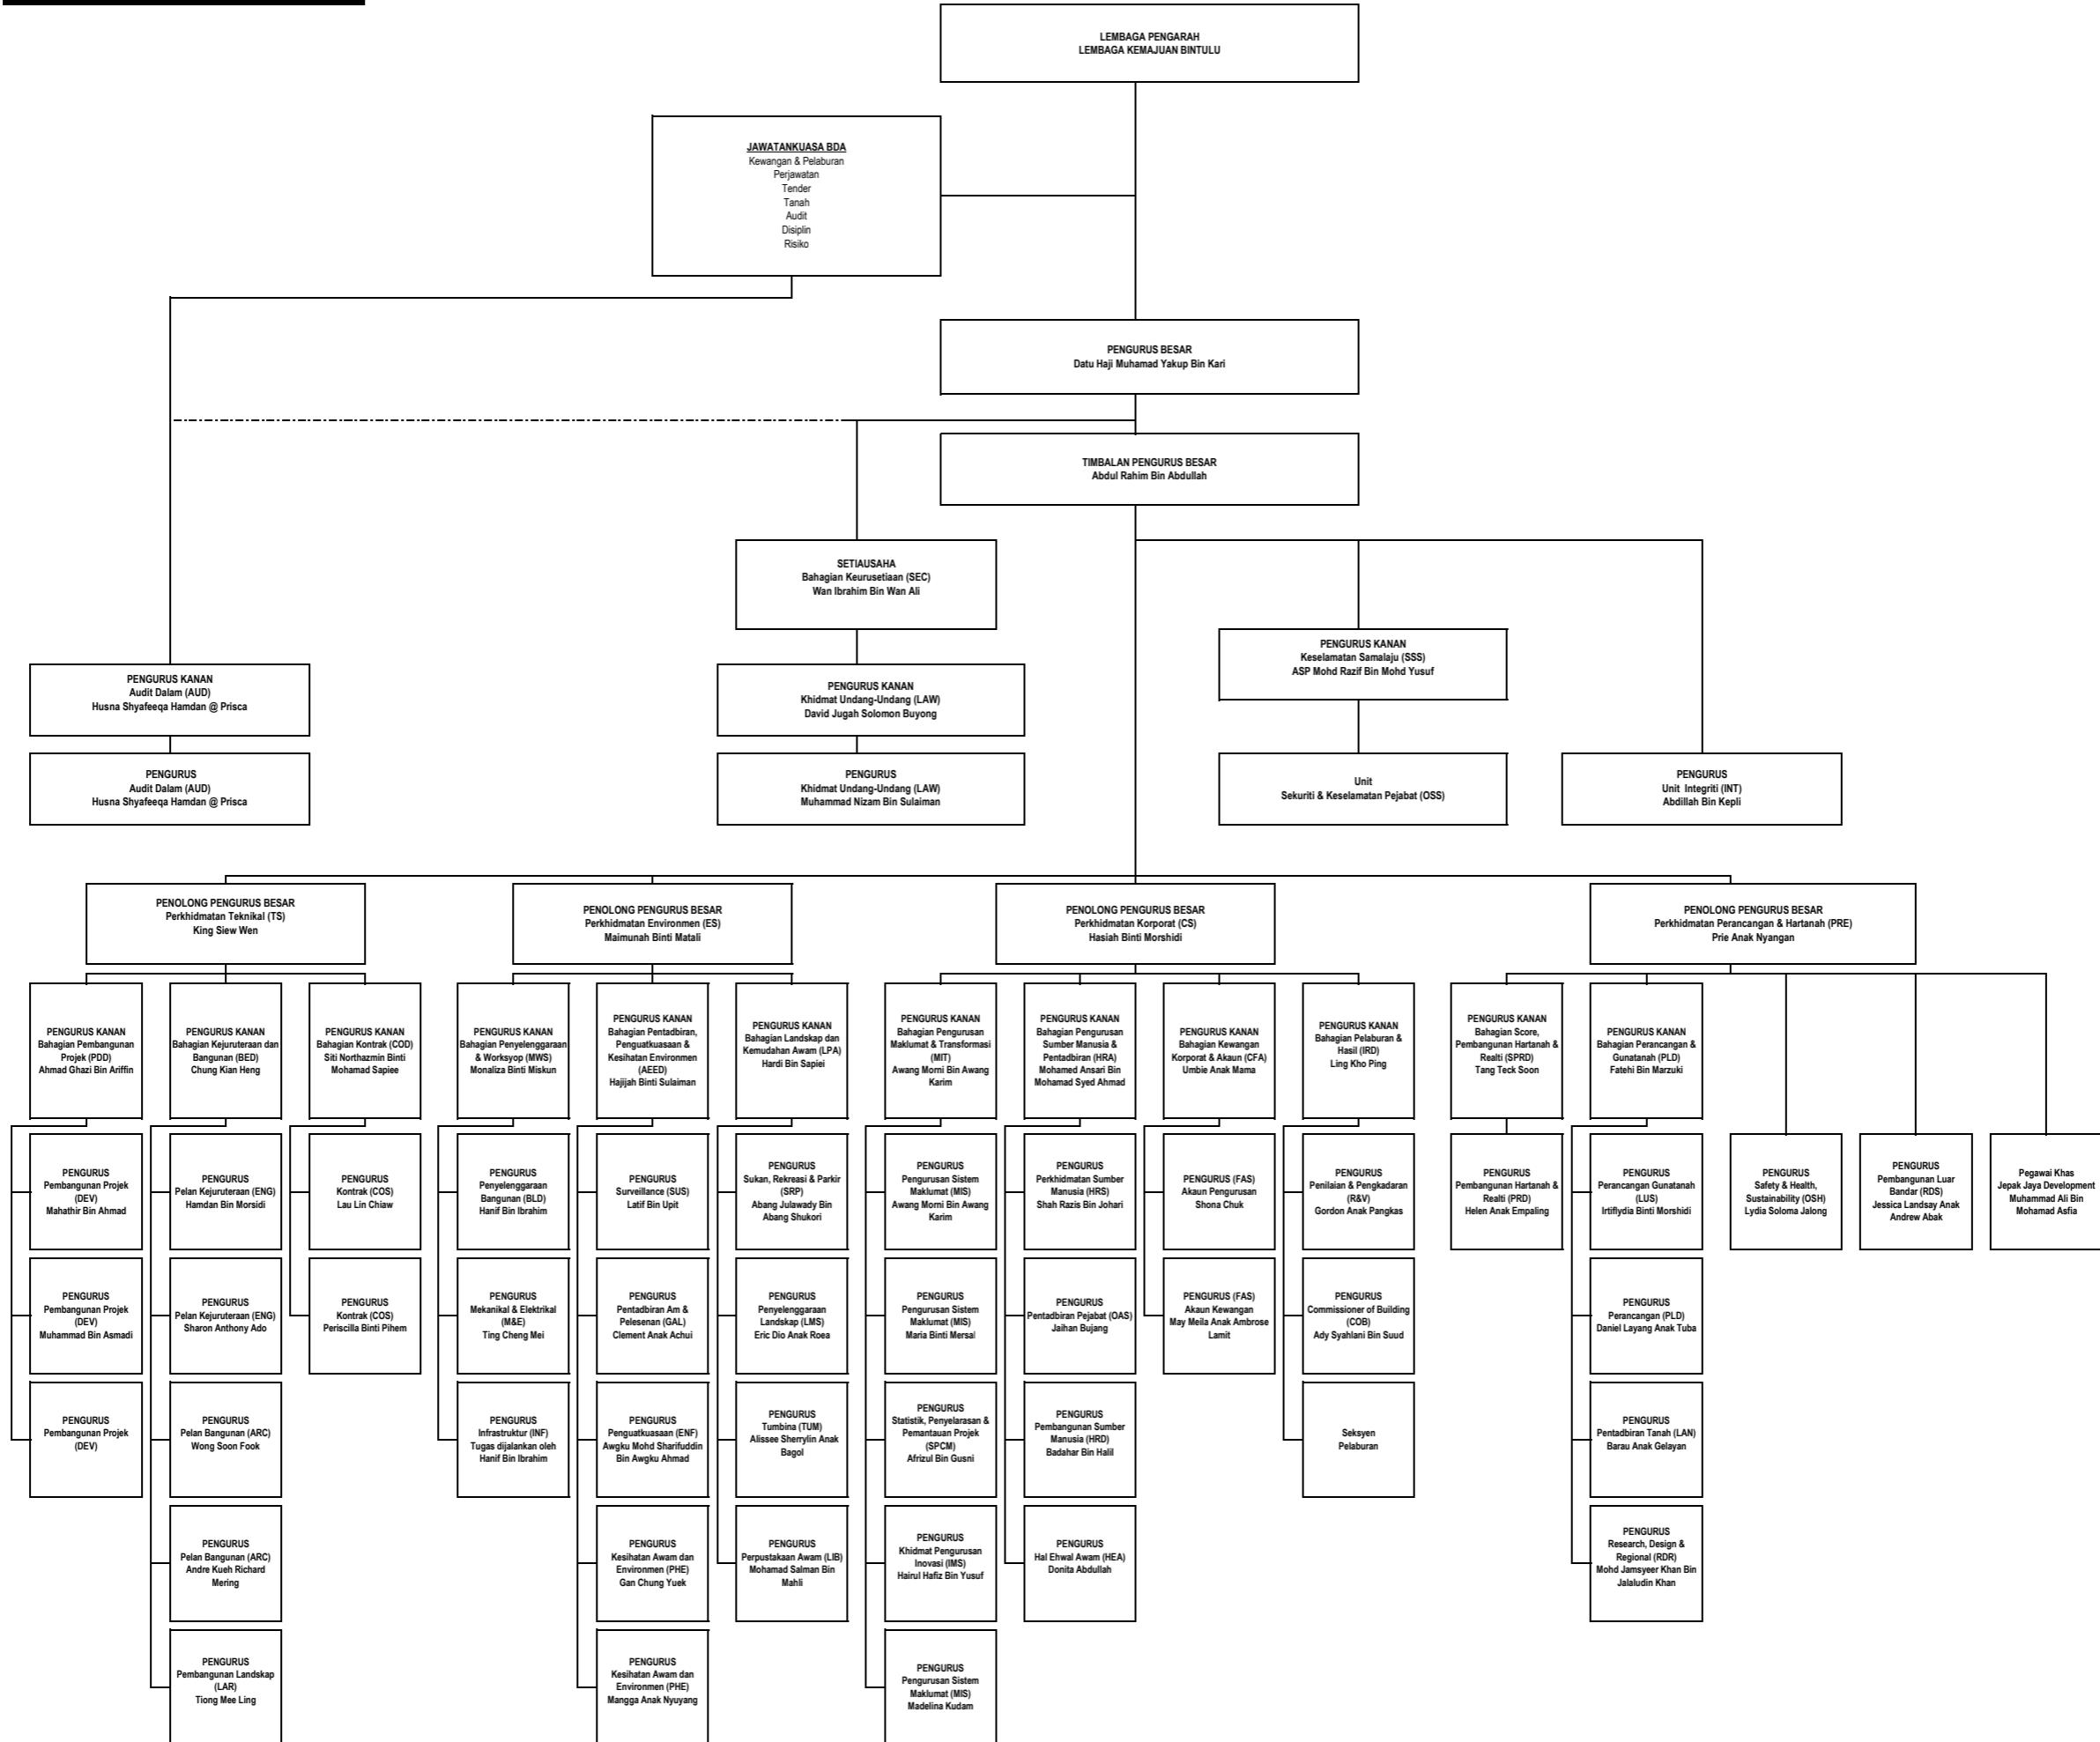 LEMBAGA PENGARAH
LEMBAGA KEMAJUAN BINTULU
JAWATANKUASA BDA
Kewangan & Pelaburan
Perjawatan
Tender
Tanah
Audit
Disiplin
Risiko
PENGURUS BESAR
Datu Haji Muhamad Yakup Bin Kari
TIMBALAN PENGURUS BESAR
Abdul Rahim Bin Abdullah
SETIAUSAHA
Bahagian Keurusetiaan (SEC)
Wan Ibrahim Bin Wan Ali
PENGURUS KANAN
Keselamatan Samalaju (SSS)
ASP Mohd Razif Bin Mohd Yusuf
PENGURUS KANAN
Audit Dalam (AUD)
Husna Shyafeeqa Hamdan @ Prisca
PENGURUS KANAN
Khidmat Undang-Undang (LAW)
David Jugah Solomon Buyong
PENGURUS
Audit Dalam (AUD)
Husna Shyafeeqa Hamdan @ Prisca
PENGURUS
Khidmat Undang-Undang (LAW)
Muhammad Nizam Bin Sulaiman
Unit
Sekuriti & Keselamatan Pejabat (OSS)
PENGURUS
Unit Integriti (INT)
Abdillah Bin Kepli
PENOLONG PENGURUS BESAR
Perkhidmatan Teknikal (TS)
King Siew Wen
PENOLONG PENGURUS BESAR
Perkhidmatan Environmen (ES)
Maimunah Binti Matali
PENOLONG PENGURUS BESAR
Perkhidmatan Korporat (CS)
Hasiah Binti Morshidi
PENOLONG PENGURUS BESAR
Perkhidmatan Perancangan & Hartanah (PRE)
Prie Anak Nyangan
PENGURUS KANAN
Bahagian Pembangunan
Projek (PDD)
Ahmad Ghazi Bin Ariffin
PENGURUS KANAN
Bahagian Kejuruteraan dan
Bangunan (BED)
Chung Kian Heng
PENGURUS KANAN
Bahagian Kontrak (COD)
Siti Northazmin Binti
Mohamad Sapiee
PENGURUS KANAN
Bahagian Penyelenggaraan
& Worksyop (MWS)
Monaliza Binti Miskun
PENGURUS KANAN
Bahagian Pentadbiran,
Penguatkuasaan &
Kesihatan Environmen
(AEED)
Hajijah Binti Sulaiman
PENGURUS KANAN
Bahagian Landskap dan
Kemudahan Awam (LPA)
Hardi Bin Sapiei
PENGURUS KANAN
Bahagian Pengurusan
Maklumat & Transformasi
(MIT)
Awang Morni Bin Awang
Karim
PENGURUS KANAN
Bahagian Pengurusan
Sumber Manusia &
Pentadbiran (HRA)
Mohamed Ansari Bin
Mohamad Syed Ahmad
PENGURUS KANAN
Bahagian Kewangan
Korporat & Akaun (CFA)
Umbie Anak Mama
PENGURUS KANAN
Bahagian Pelaburan &
Hasil (IRD)
Ling Kho Ping
PENGURUS KANAN
Bahagian Score,
Pembangunan Hartanah &
Realti (SPRD)
Tang Teck Soon
PENGURUS KANAN
Bahagian Perancangan &
Gunatanah (PLD)
Fatehi Bin Marzuki
PENGURUS
Pembangunan Projek
(DEV)
Mahathir Bin Ahmad
PENGURUS
Pelan Kejuruteraan (ENG)
Hamdan Bin Morsidi
PENGURUS
Kontrak (COS)
Lau Lin Chiaw
PENGURUS
Penyelenggaraan
Bangunan (BLD)
Hanif Bin Ibrahim
PENGURUS
Surveillance (SUS)
Latif Bin Upit
PENGURUS
Sukan, Rekreasi & Parkir
(SRP)
Abang Julawady Bin
Abang Shukori
PENGURUS
Pengurusan Sistem
Maklumat (MIS)
Awang Morni Bin Awang
Karim
PENGURUS
Perkhidmatan Sumber
Manusia (HRS)
Shah Razis Bin Johari
PENGURUS (FAS)
Akaun Pengurusan
Shona Chuk
PENGURUS
Penilaian & Pengkadaran
(R&V)
Gordon Anak Pangkas
PENGURUS
Pembangunan Hartanah &
Realti (PRD)
Helen Anak Empaling
PENGURUS
Perancangan Gunatanah
(LUS)
Irtiflydia Binti Morshidi
PENGURUS
Safety & Health,
Sustainability (OSH)
Lydia Soloma Jalong
PENGURUS
Pembangunan Luar
Bandar (RDS)
Jessica Landsay Anak
Andrew Abak
Pegawai Khas
Jepak Jaya Development
Muhammad Ali Bin
Mohamad Asfia
PENGURUS
Pembangunan Projek
(DEV)
Muhammad Bin Asmadi
PENGURUS
Pelan Kejuruteraan (ENG)
Sharon Anthony Ado
PENGURUS
Kontrak (COS)
Periscilla Binti Pihem
PENGURUS
Mekanikal & Elektrikal
(M&E)
Ting Cheng Mei
PENGURUS
Pentadbiran Am &
Pelesenan (GAL)
Clement Anak Achui
PENGURUS
Penyelenggaraan
Landskap (LMS)
Eric Dio Anak Roea
PENGURUS
Pengurusan Sistem
Maklumat (MIS)
Maria Binti Mersal
PENGURUS
Pentadbiran Pejabat (OAS)
Jaihan Bujang
PENGURUS (FAS)
Akaun Kewangan
May Meila Anak Ambrose
Lamit
PENGURUS
Commissioner of Building
(COB)
Ady Syahlani Bin Suud
PENGURUS
Perancangan (PLD)
Daniel Layang Anak Tuba
PENGURUS
Pembangunan Projek
(DEV)
PENGURUS
Pelan Bangunan (ARC)
Wong Soon Fook
PENGURUS
Infrastruktur (INF)
Tugas dijalankan oleh
Hanif Bin Ibrahim
PENGURUS
Penguatkuasaan (ENF)
Awgku Mohd Sharifuddin
Bin Awgku Ahmad
PENGURUS
Tumbina (TUM)
Alissee Sherrylin Anak
Bagol
PENGURUS
Statistik, Penyelarasan &
Pemantauan Projek
(SPCM)
Afrizul Bin Gusni
PENGURUS
Pembangunan Sumber
Manusia (HRD)
Badahar Bin Halil
Seksyen
Pelaburan
PENGURUS
Pentadbiran Tanah (LAN)
Barau Anak Gelayan
PENGURUS
Pelan Bangunan (ARC)
Andre Kueh Richard
Mering
PENGURUS
Kesihatan Awam dan
Environmen (PHE)
Gan Chung Yuek
PENGURUS
Perpustakaan Awam (LIB)
Mohamad Salman Bin
Mahli
PENGURUS
Khidmat Pengurusan
Inovasi (IMS)
Hairul Hafiz Bin Yusuf
PENGURUS
Hal Ehwal Awam (HEA)
Donita Abdullah
PENGURUS
Research, Design &
Regional (RDR)
Mohd Jamsyeer Khan Bin
Jalaludin Khan
PENGURUS
Pembangunan Landskap
(LAR)
Tiong Mee Ling
PENGURUS
Kesihatan Awam dan
Environmen (PHE)
Mangga Anak Nyuyang
PENGURUS
Pengurusan Sistem
Maklumat (MIS)
Madelina Kudam